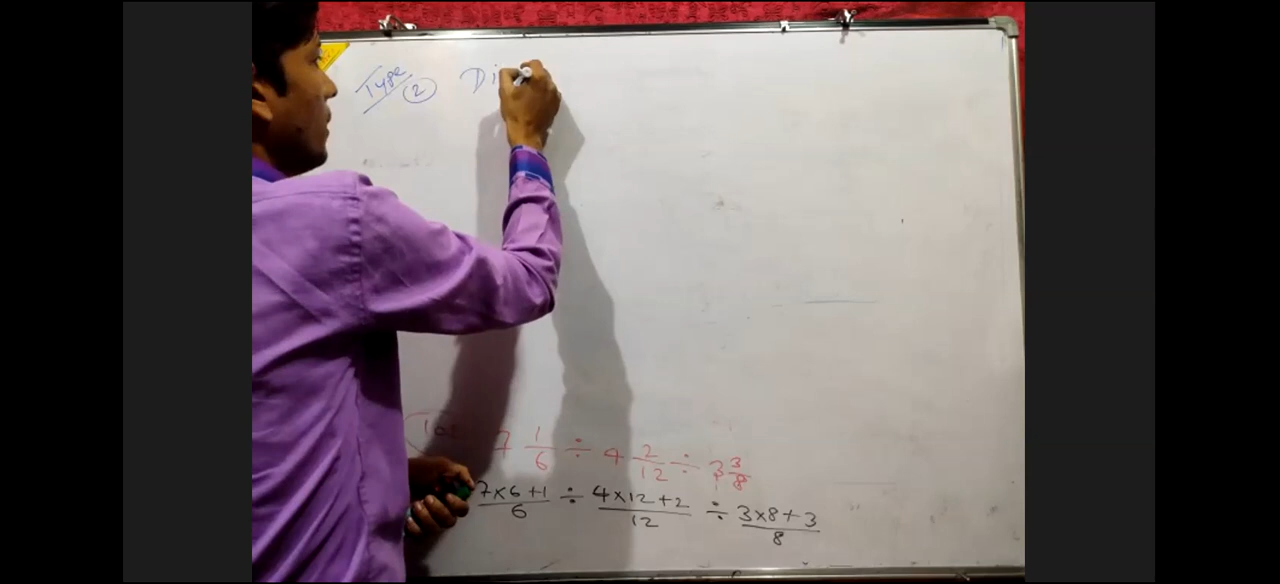 Type 2 Di
7 1/6 ÷ 4 2/12 ÷ 3 3/8
7×6+1/6 ÷ 4×12+2/12 ÷ 3×8+3/8